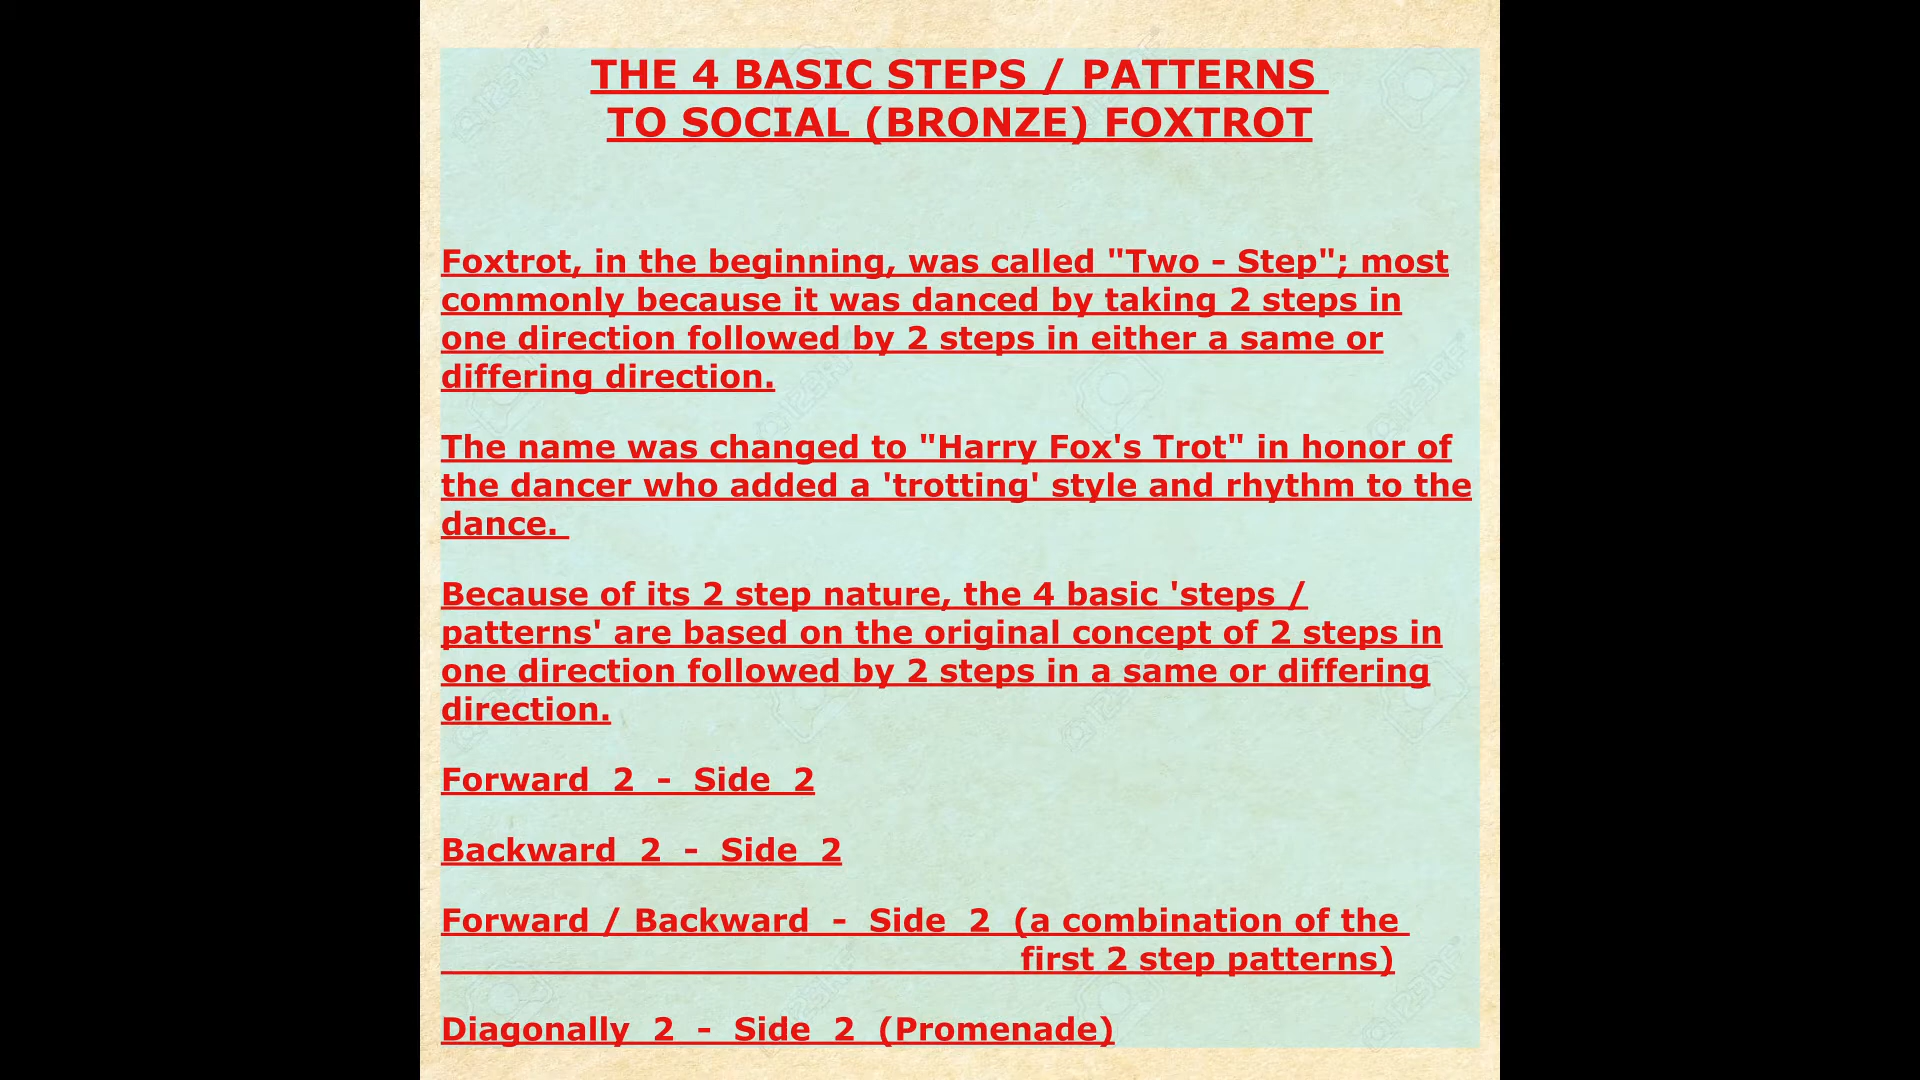 THE 4 BASIC STEPS / PATTERNS
TO SOCIAL (BRONZE) FOXTROT
Foxtrot, in the beginning, was called "Two - Step"; most
commonly because it was danced by taking 2 steps in
one direction followed by 2 steps in either a same or
differing direction.
The name was changed to "Harry Fox's Trot" in honor of
the dancer who added a 'trotting' style and rhythm to the
dance.
Because of its 2 step nature, the 4 basic 'steps /
patterns' are based on the original concept of 2 steps in
one direction followed by 2 steps in a same or differing
direction.
Forward 2 - Side 2
Backward 2 - Side 2
Forward / Backward - Side 2 (a combination of the
first 2 step patterns)
Diagonally 2 - Side 2 (Promenade)